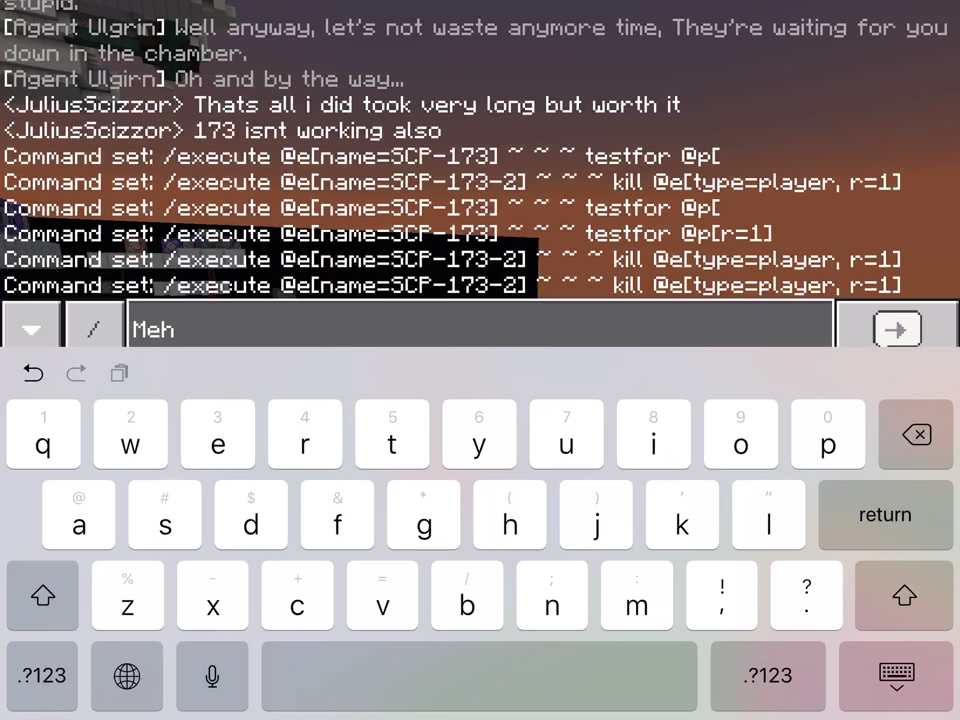 stupid.
[Agent Ulgrin] Well anyway, let's not waste anymore time, They're waiting for you
down in the chamber.
[Agent Ulgirn] Oh and by the way...
<JuliusScizzor> Thats all i did took very long but worth it
<JuliusScizzor> 173 isnt working also
Command set: /execute @e[name=SCP-173] ~ ~ ~ testfor @p[
Command set: /execute @e[name=SCP-173-2] ~ ~ ~ kill @e[type=player, r=1]
Command set: /execute @e[name=SCP-173] ~ ~ ~ testfor @p[
Command set: /execute @e[name=SCP-173] ~ ~ ~ testfor @p[r=1]
Command set: /execute @e[name=SCP-173-2] ~ ~ ~ kill @e[type=player, r=1]
Command set: /execute @e[name=SCP-173-2] ~ ~ ~ kill @e[type=player, r=1]
/ Meh
1 2 3 4 5 6 7 8 9 0
q w e r t y u i o p
@ # $ & * ( ) ' "
a s d f g h j k l return
% - + = / ; : ! ?
z x c v b n m , .
.?123 .?123